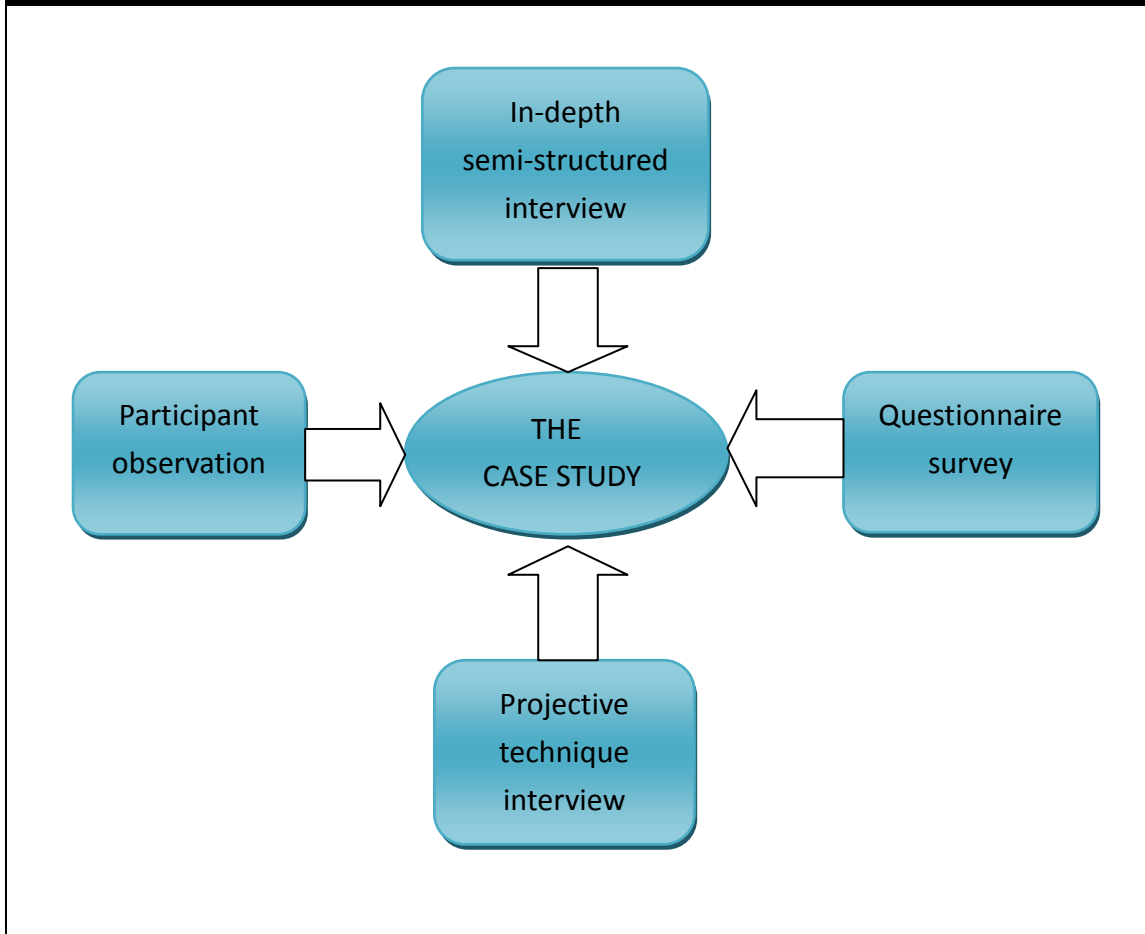 In-depth
semi-structured
interview
Participant
observation
THE
CASE STUDY
Questionnaire
survey
Projective
technique
interview